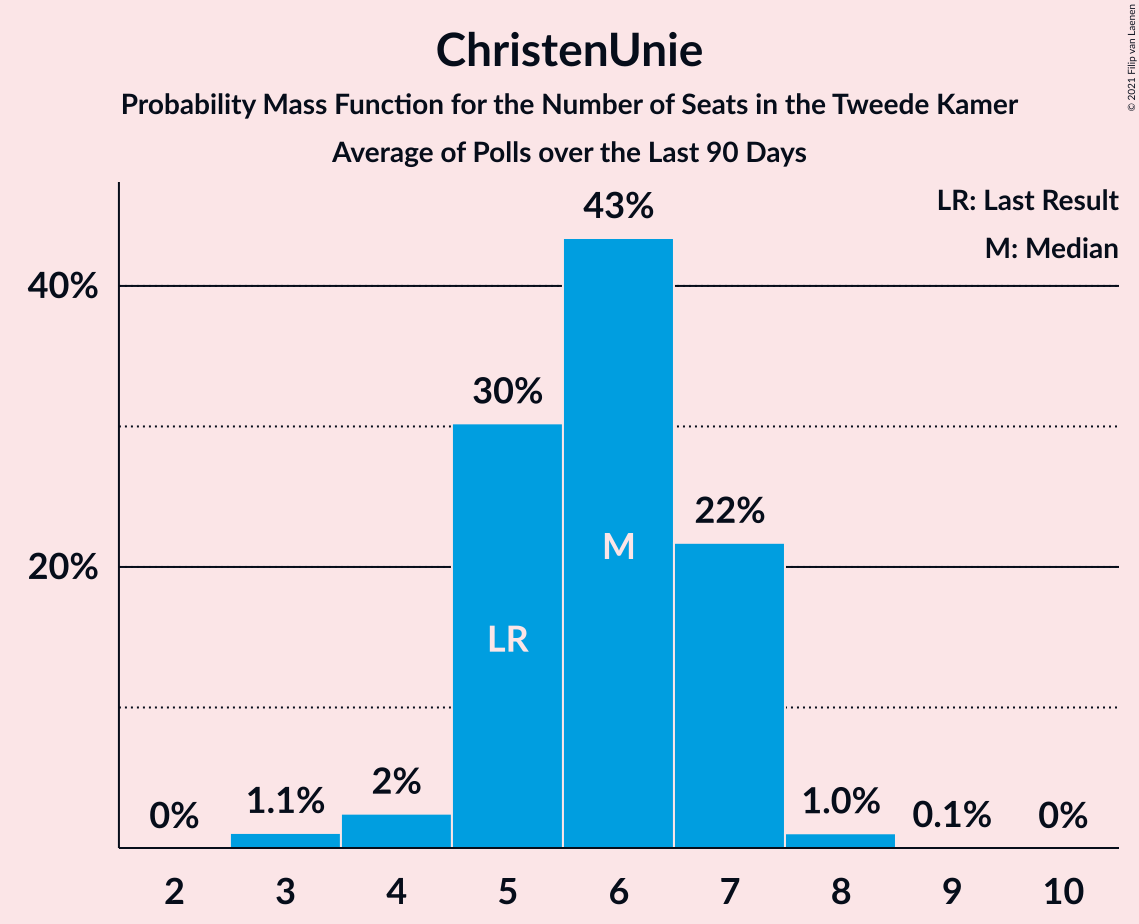 ChristenUnie
Probability Mass Function for the Number of Seats in the Tweede Kamer
Average of Polls over the Last 90 Days
© 2021 Filip van Laenen
LR: Last Result
M: Median
43%
40%
30%
22%
M
20%
LR
2%
1.1%
1.0%
0%
0.1%
0%
2 3 4 5 6 7 8 9 10